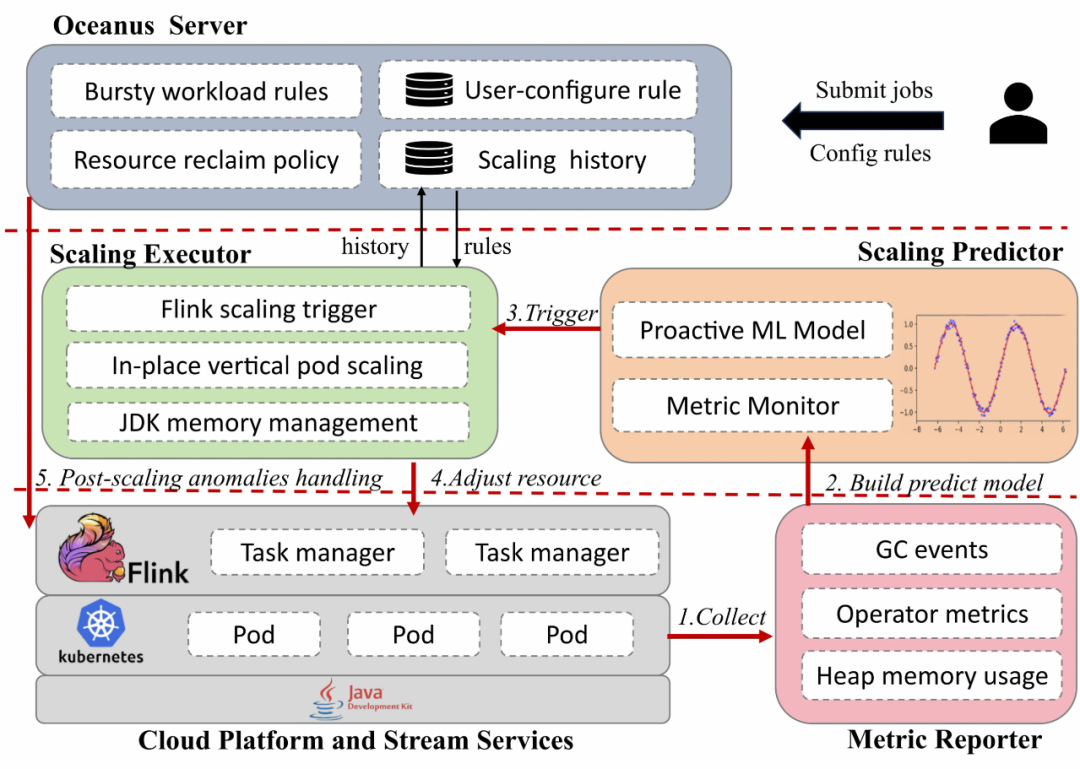 Oceanus Server
Bursty workload rules
User-configure rule
Resource reclaim policy
Scaling history
Submit jobs
Config rules
history
rules
Scaling Executor
Flink scaling trigger
In-place vertical pod scaling
JDK memory management
3.Trigger
Scaling Predictor
Proactive ML Model
Metric Monitor
1.0
0.5
0.0
−0.5
−1.0
−8 −6 −4 −2 0 2 4 6
5. Post-scaling anomalies handling
4.Adjust resource
2. Build predict model
Flink
Task manager
Task manager
kubernetes
Pod
Pod
Pod
Java
Development Kit
Cloud Platform and Stream Services
1.Collect
GC events
Operator metrics
Heap memory usage
Metric Reporter